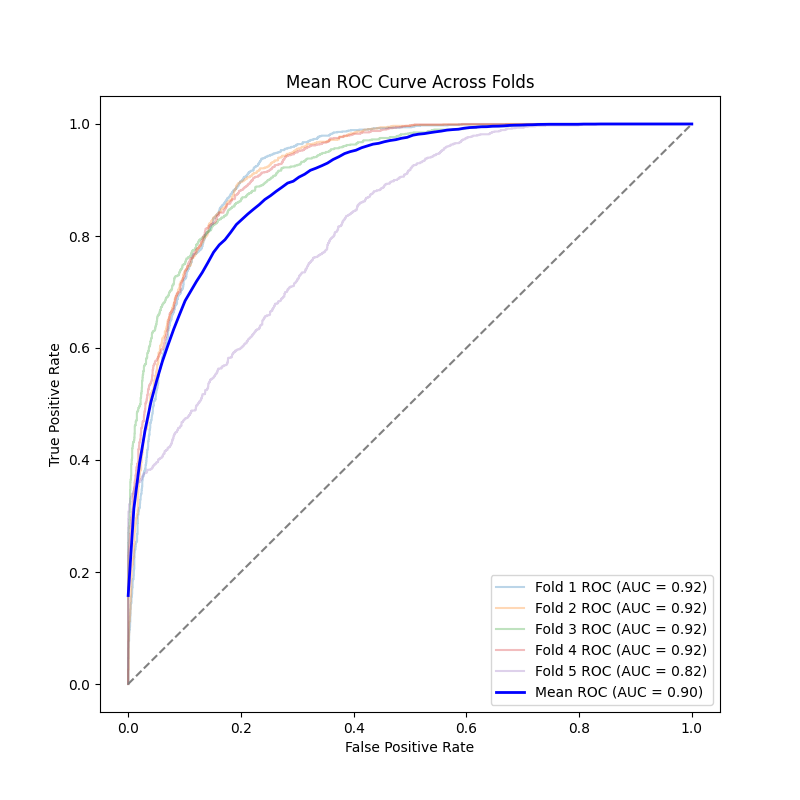 Mean ROC Curve Across Folds
True Positive Rate
1.0
0.8
0.6
0.4
0.2
0.0
Fold 1 ROC (AUC = 0.92)
Fold 2 ROC (AUC = 0.92)
Fold 3 ROC (AUC = 0.92)
Fold 4 ROC (AUC = 0.92)
Fold 5 ROC (AUC = 0.82)
Mean ROC (AUC = 0.90)
0.0 0.2 0.4 0.6 0.8 1.0
False Positive Rate